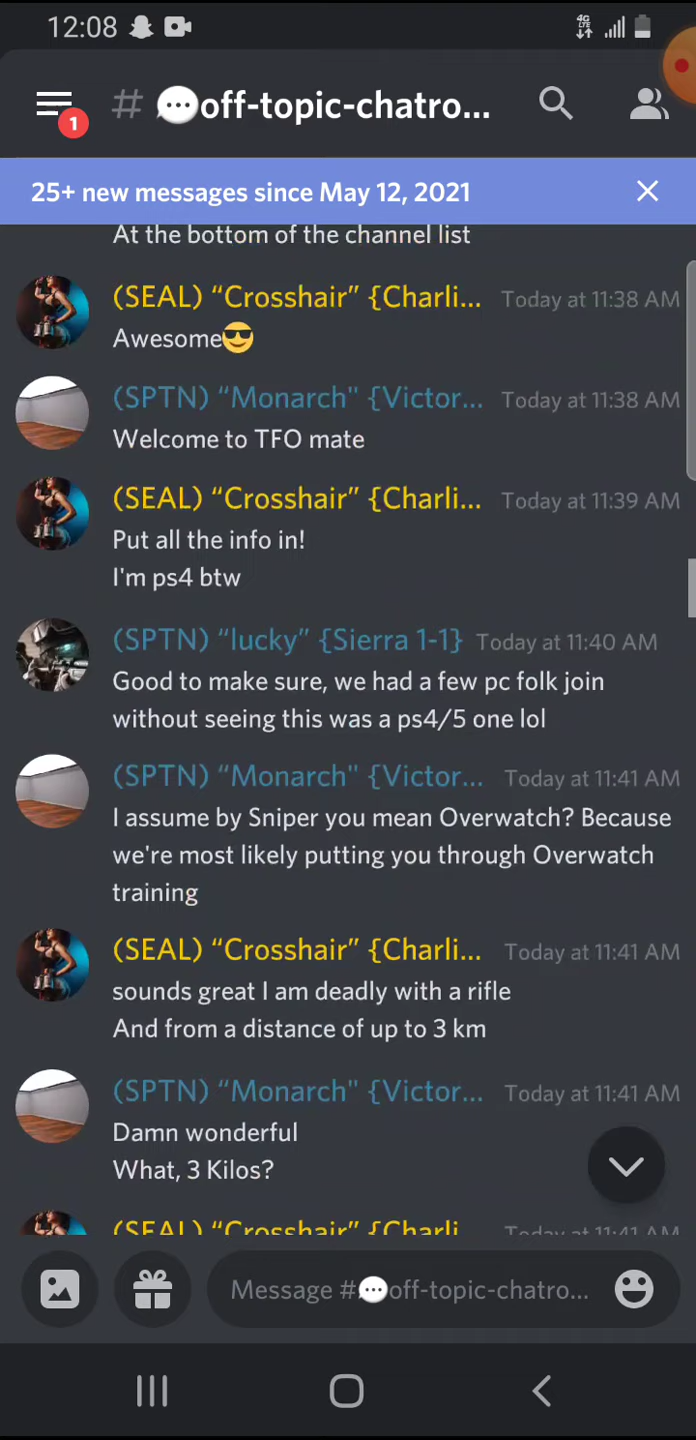 12:08
4G LTE
# 💬off-topic-chatro...
1
25+ new messages since May 12, 2021
At the bottom of the channel list
(SEAL) “Crosshair” {Charli... Today at 11:38 AM
Awesome😎
(SPTN) “Monarch" {Victor... Today at 11:38 AM
Welcome to TFO mate
(SEAL) “Crosshair” {Charli... Today at 11:39 AM
Put all the info in!
I'm ps4 btw
(SPTN) “lucky” {Sierra 1-1} Today at 11:40 AM
Good to make sure, we had a few pc folk join
without seeing this was a ps4/5 one lol
(SPTN) “Monarch" {Victor... Today at 11:41 AM
I assume by Sniper you mean Overwatch? Because
we're most likely putting you through Overwatch
training
(SEAL) “Crosshair” {Charli... Today at 11:41 AM
sounds great I am deadly with a rifle
And from a distance of up to 3 km
(SPTN) “Monarch" {Victor... Today at 11:41 AM
Damn wonderful
What, 3 Kilos?
(SEAL) “Crosshair” {Charli... Today at 11:41 AM
Message #💬off-topic-chatro...